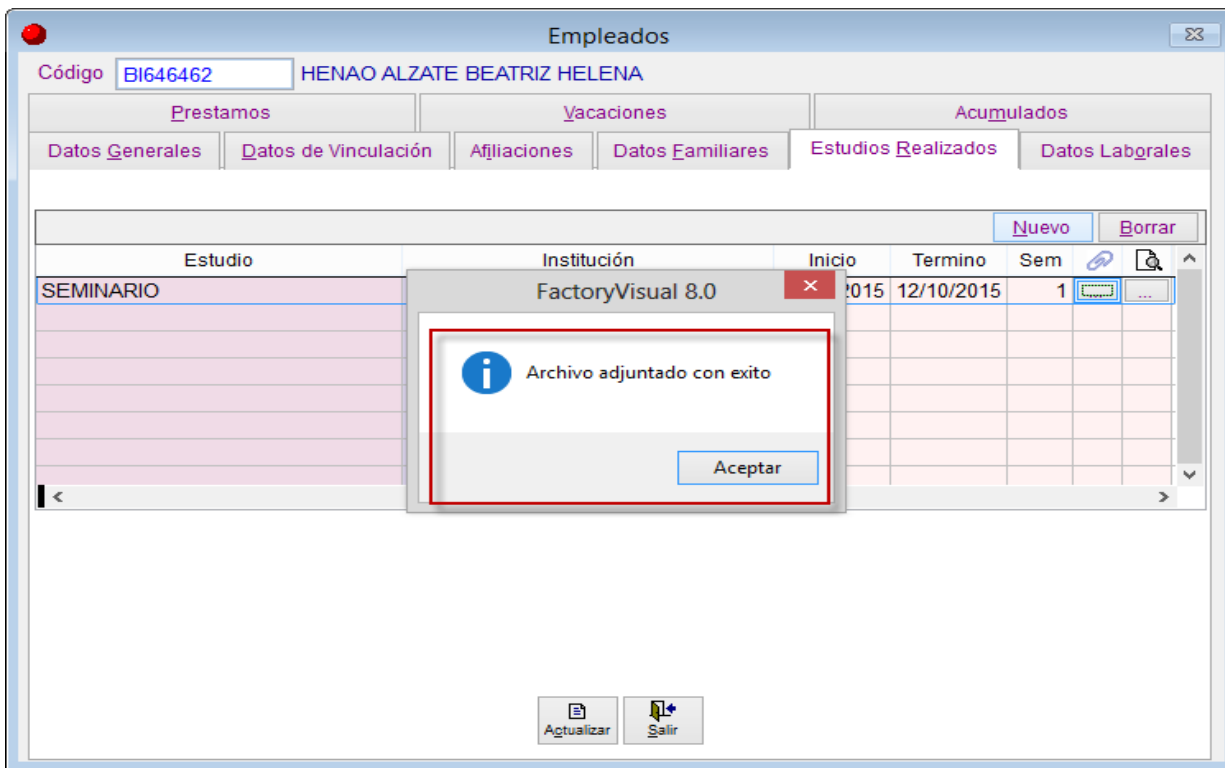 Empleados
Código BI646462 HENAO ALZATE BEATRIZ HELENA
Prestamos Vacaciones Acumulados
Datos Generales Datos de Vinculación Afiliaciones Datos Familiares Estudios Realizados Datos Laborales
Nuevo Borrar
Estudio Institución Inicio Termino Sem
SEMINARIO 2015 12/10/2015 1 ...
FactoryVisual 8.0
Archivo adjuntado con exito
Aceptar
Actualizar Salir